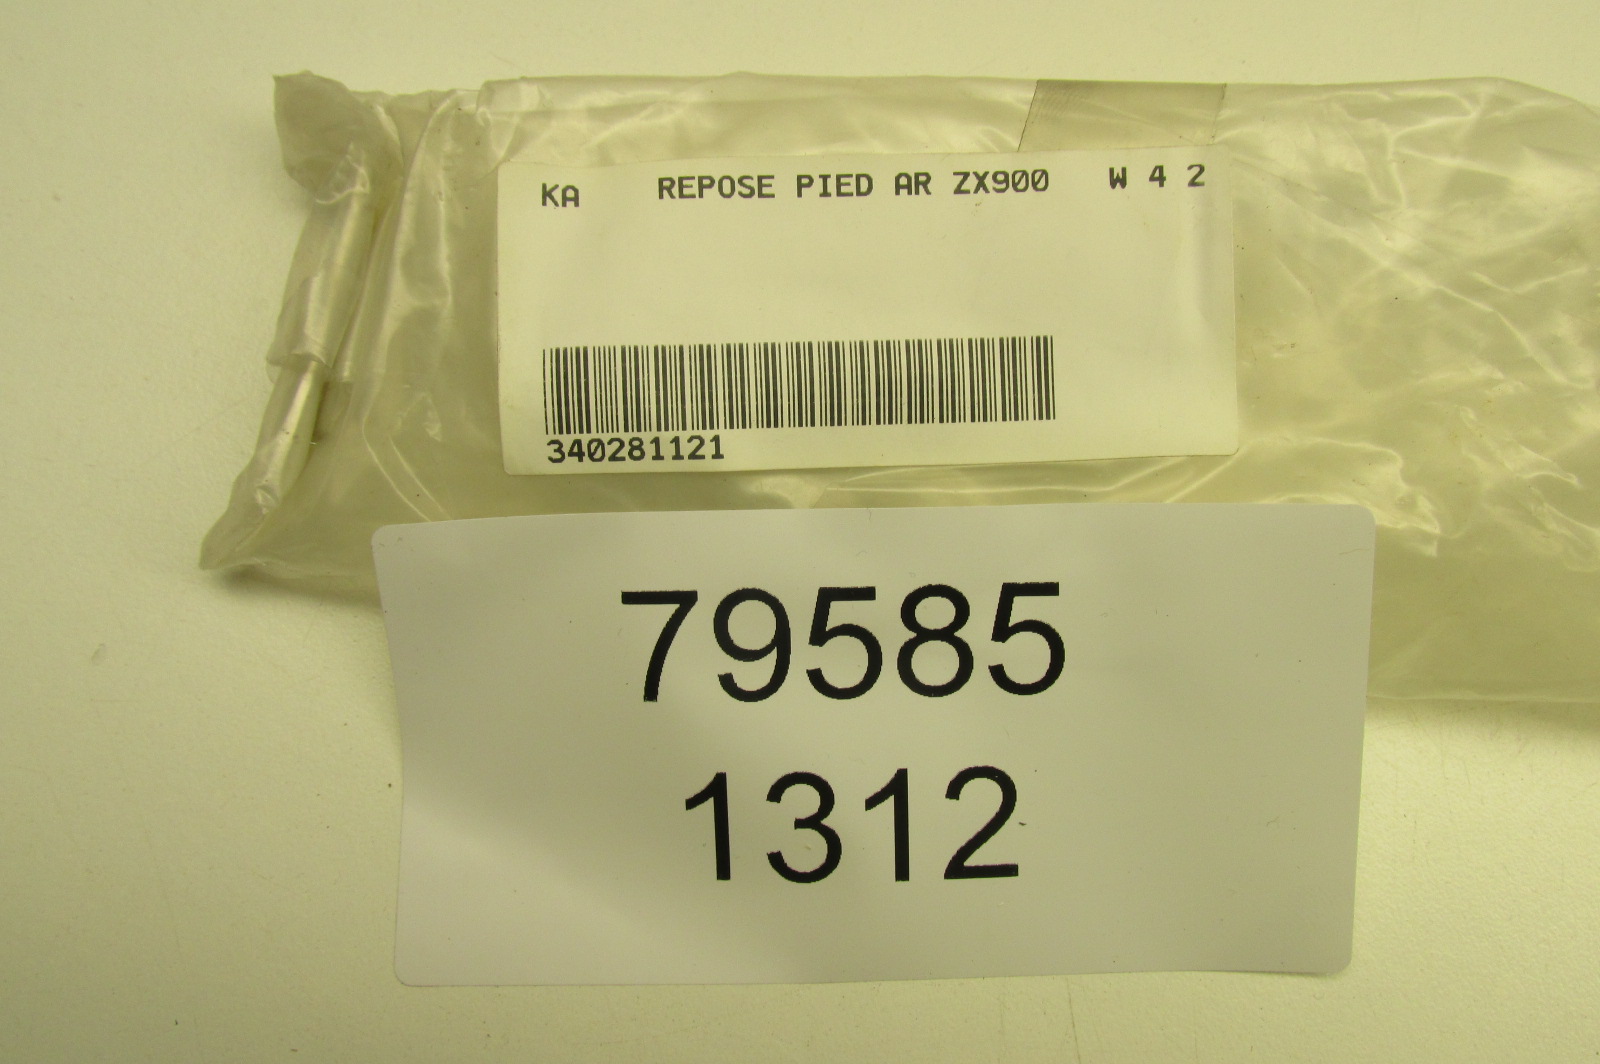 KA REPOSE PIED AR ZX900 W 4 2
340281121
79585
1312